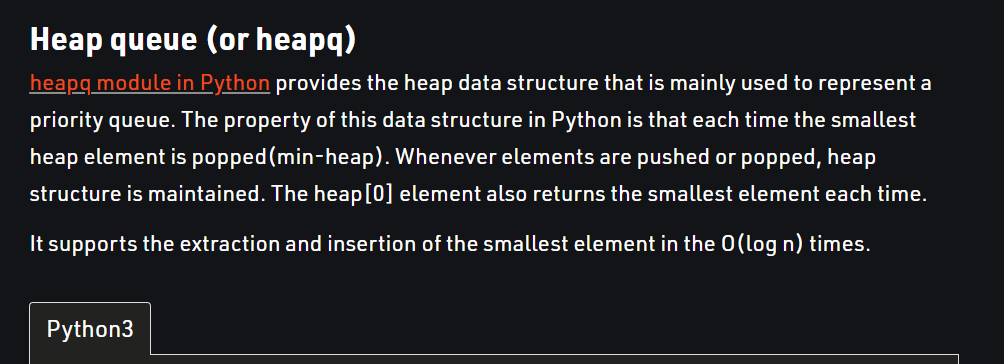 Heap queue (or heapq)
heapq module in Python provides the heap data structure that is mainly used to represent a
priority queue. The property of this data structure in Python is that each time the smallest
heap element is popped(min-heap). Whenever elements are pushed or popped, heap
structure is maintained. The heap[0] element also returns the smallest element each time.
It supports the extraction and insertion of the smallest element in the O(log n) times.
Python3